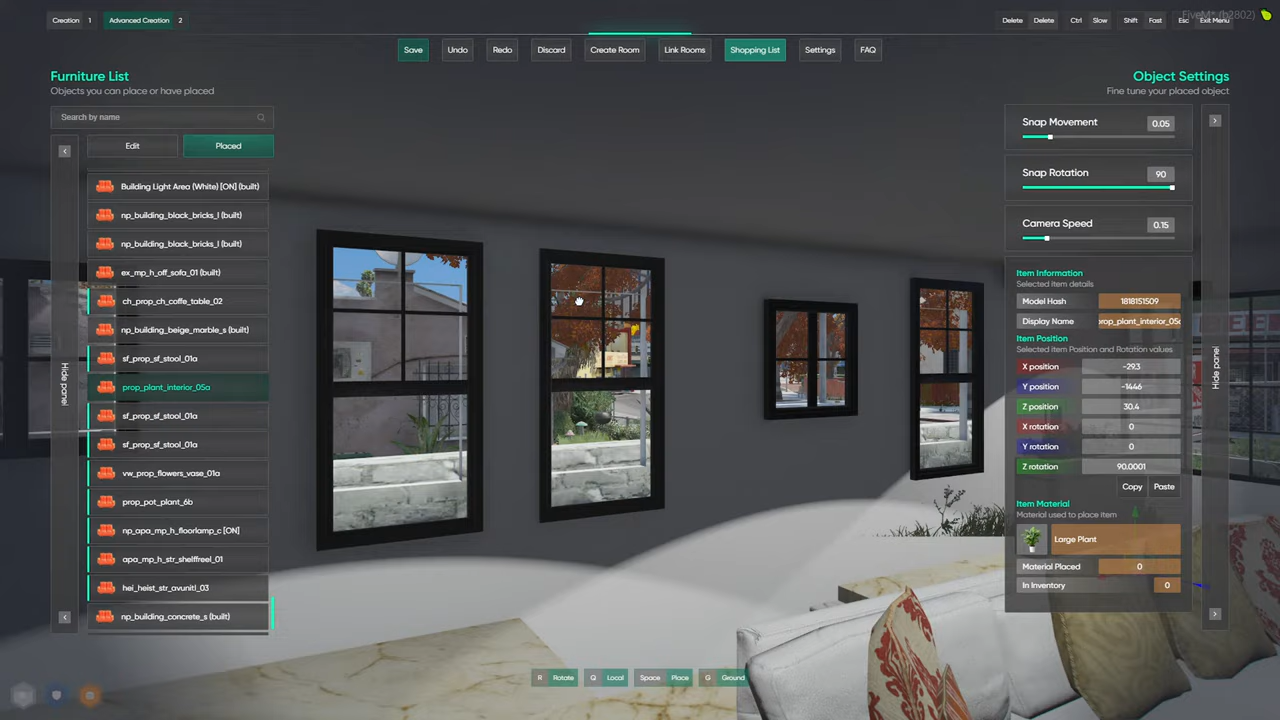 Creation 1 Advanced Creation 2
FiveM® (b2802)
Delete Delete Ctrl Slow Shift Fast Esc Exit Menu
Save Undo Redo Discard Create Room Link Rooms Shopping List Settings FAQ
Furniture List
Objects you can place or have placed
Search by name
Edit Placed
Building Light Area (White) [ON] (built)
np_building_black_bricks_l (built)
np_building_black_bricks_l (built)
ex_mp_h_off_sofa_01 (built)
ch_prop_ch_coffe_table_02
np_building_beige_marble_s (built)
sf_prop_sf_stool_01a
prop_plant_interior_05a
sf_prop_sf_stool_01a
sf_prop_sf_stool_01a
vw_prop_flowers_vase_01a
prop_pot_plant_6b
np_apa_mp_h_floorlamp_c [ON]
apa_mp_h_str_shelffreel_01
hei_heist_str_avunitl_03
np_building_concrete_s (built)
Hide panel
Object Settings
Fine tune your placed object
Snap Movement 0.05
Snap Rotation 90
Camera Speed 0.15
Item Information
Selected item details
Model Hash 1818151509
Display Name prop_plant_interior_05a
Item Position
Selected item Position and Rotation values
X position -29.3
Y position -1446
Z position 30.4
X rotation 0
Y rotation 0
Z rotation 90.0001
Copy Paste
Item Material
Material used to place item
Large Plant
Material Placed 0
In Inventory 0
Hide panel
R Rotate Q Local Space Place G Ground